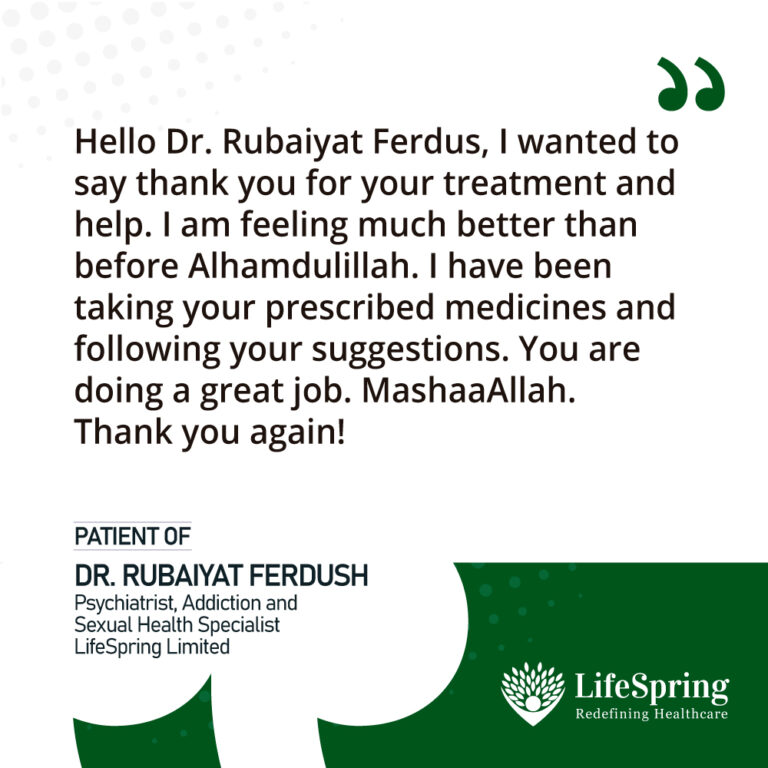 Hello Dr. Rubaiyat Ferdus, I wanted to
say thank you for your treatment and
help. I am feeling much better than
before Alhamdulillah. I have been
taking your prescribed medicines and
following your suggestions. You are
doing a great job. MashaaAllah.
Thank you again!
PATIENT OF
DR. RUBAIYAT FERDUSH
Psychiatrist, Addiction and
Sexual Health Specialist
LifeSpring Limited
LifeSpring
Redefining Healthcare